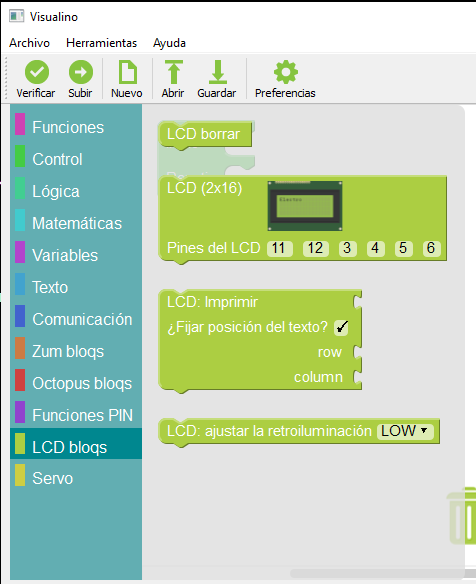 Visualino
Archivo Herramientas Ayuda
Verificar Subir Nuevo Abrir Guardar Preferencias
Funciones
Control
Lógica
Matemáticas
Variables
Texto
Comunicación
Zum bloqs
Octopus bloqs
Funciones PIN
LCD bloqs
Servo
LCD borrar
LCD (2x16)
Pines del LCD 11 12 3 4 5 6
LCD: Imprimir
¿Fijar posición del texto?
row
column
LCD: ajustar la retroiluminación LOW